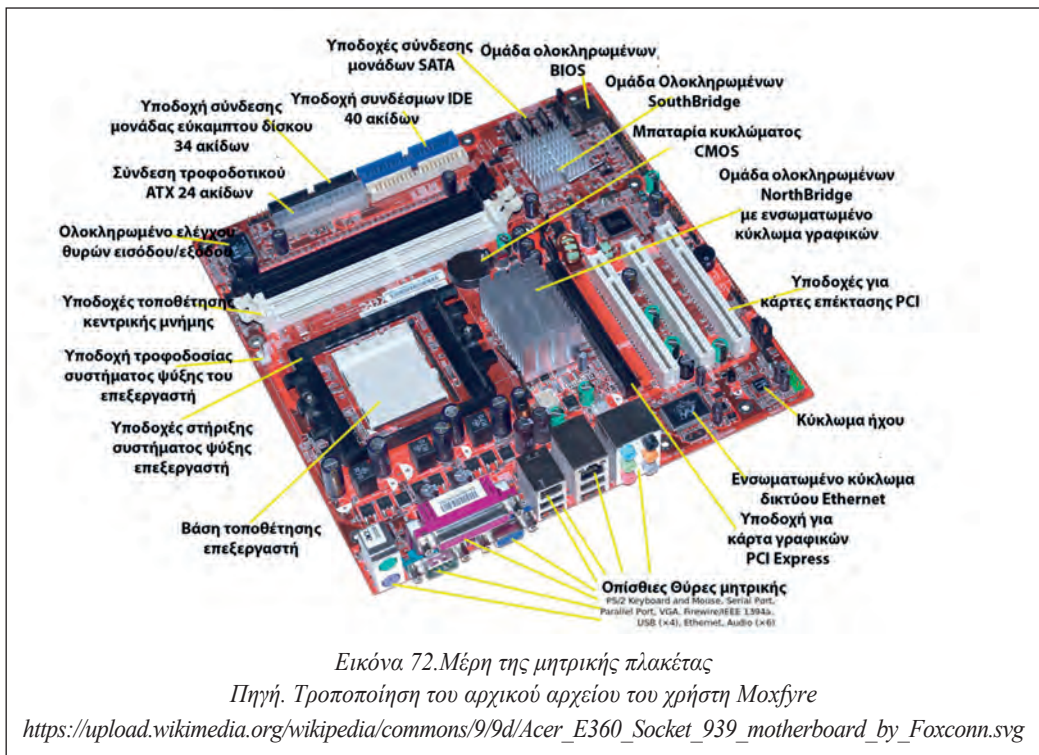 Υποδοχές σύνδεσης
μονάδων SATA
Ομάδα ολοκληρωμένων
BIOS
Ομάδα Ολοκληρωμένων
SouthBridge
Υποδοχή συνδέσμων IDE
40 ακίδων
Υποδοχή σύνδεσης
μονάδας εύκαμπτου δίσκου
34 ακίδων
Μπαταρία κυκλώματος
CMOS
Σύνδεση τροφοδοτικού
ATX 24 ακίδων
Ομάδα ολοκληρωμένων
NorthBridge
με ενσωματωμένο
κύκλωμα γραφικών
Ολοκληρωμένο ελέγχου
θυρών εισόδου/εξόδου
Υποδοχές για
κάρτες επέκτασης PCI
Υποδοχές τοποθέτησης
κεντρικής μνήμης
Υποδοχή τροφοδοσίας
συστήματος ψύξης του
επεξεργαστή
Κύκλωμα ήχου
Υποδοχές στήριξης
συστήματος ψύξης
επεξεργαστή
Ενσωματωμένο κύκλωμα
δικτύου Ethernet
Βάση τοποθέτησης
επεξεργαστή
Υποδοχή για
κάρτα γραφικών
PCI Express
Οπίσθιες Θύρες μητρικής
PS/2 Keyboard and Mouse, Serial Port,
Parallel Port, VGA, Firewire/IEEE 1394a,
USB (×4), Ethernet, Audio (×6)
Εικόνα 72.Μέρη της μητρικής πλακέτας
Πηγή. Τροποποίηση του αρχικού αρχείου του χρήστη Moxfyre
https://upload.wikimedia.org/wikipedia/commons/9/9d/Acer_E360_Socket_939_motherboard_by_Foxconn.svg